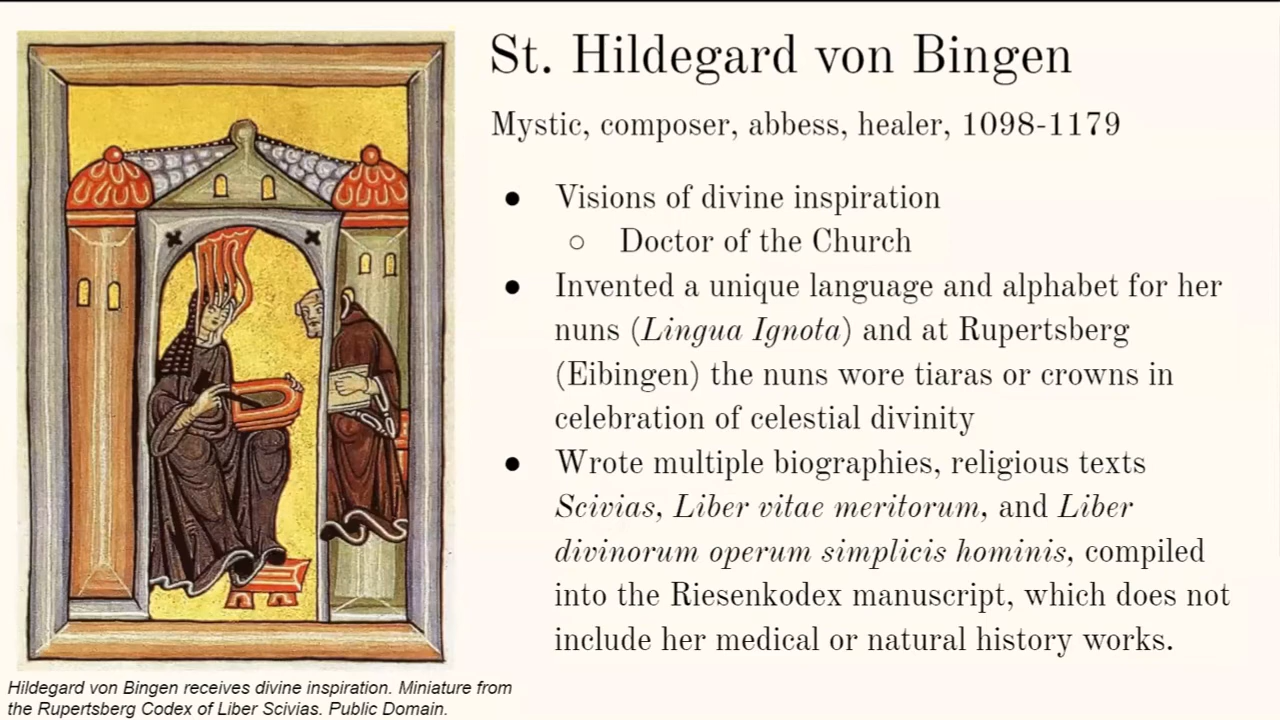 St. Hildegard von Bingen
Mystic, composer, abbess, healer, 1098-1179
● Visions of divine inspiration
○ Doctor of the Church
● Invented a unique language and alphabet for her
nuns (Lingua Ignota) and at Rupertsberg
(Eibingen) the nuns wore tiaras or crowns in
celebration of celestial divinity
● Wrote multiple biographies, religious texts
Scivias, Liber vitae meritorum, and Liber
divinorum operum simplicis hominis, compiled
into the Riesenkodex manuscript, which does not
include her medical or natural history works.
Hildegard von Bingen receives divine inspiration. Miniature from
the Rupertsberg Codex of Liber Scivias. Public Domain.